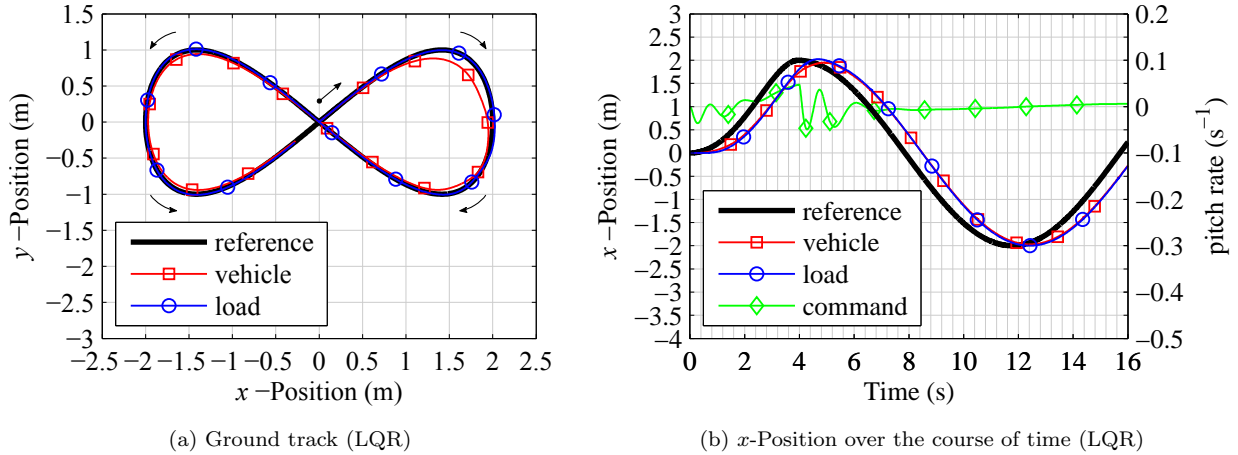 1.5
1
0.5
0
−0.5
−1
−1.5
−2
−2.5
−3
y −Position (m)
reference
vehicle
load
−2.5 −2 −1.5 −1 −0.5 0 0.5 1 1.5 2 2.5
x −Position (m)
(a) Ground track (LQR)
3
2.5
2
1.5
1
0.5
0
−0.5
−1
−1.5
−2
−2.5
−3
−3.5
−4
x −Position (m)
reference
vehicle
load
command
0 2 4 6 8 10 12 14 16
Time (s)
0.2
0.1
0
−0.1
−0.2
−0.3
−0.4
−0.5
pitch rate (s⁻¹)
(b) x-Position over the course of time (LQR)